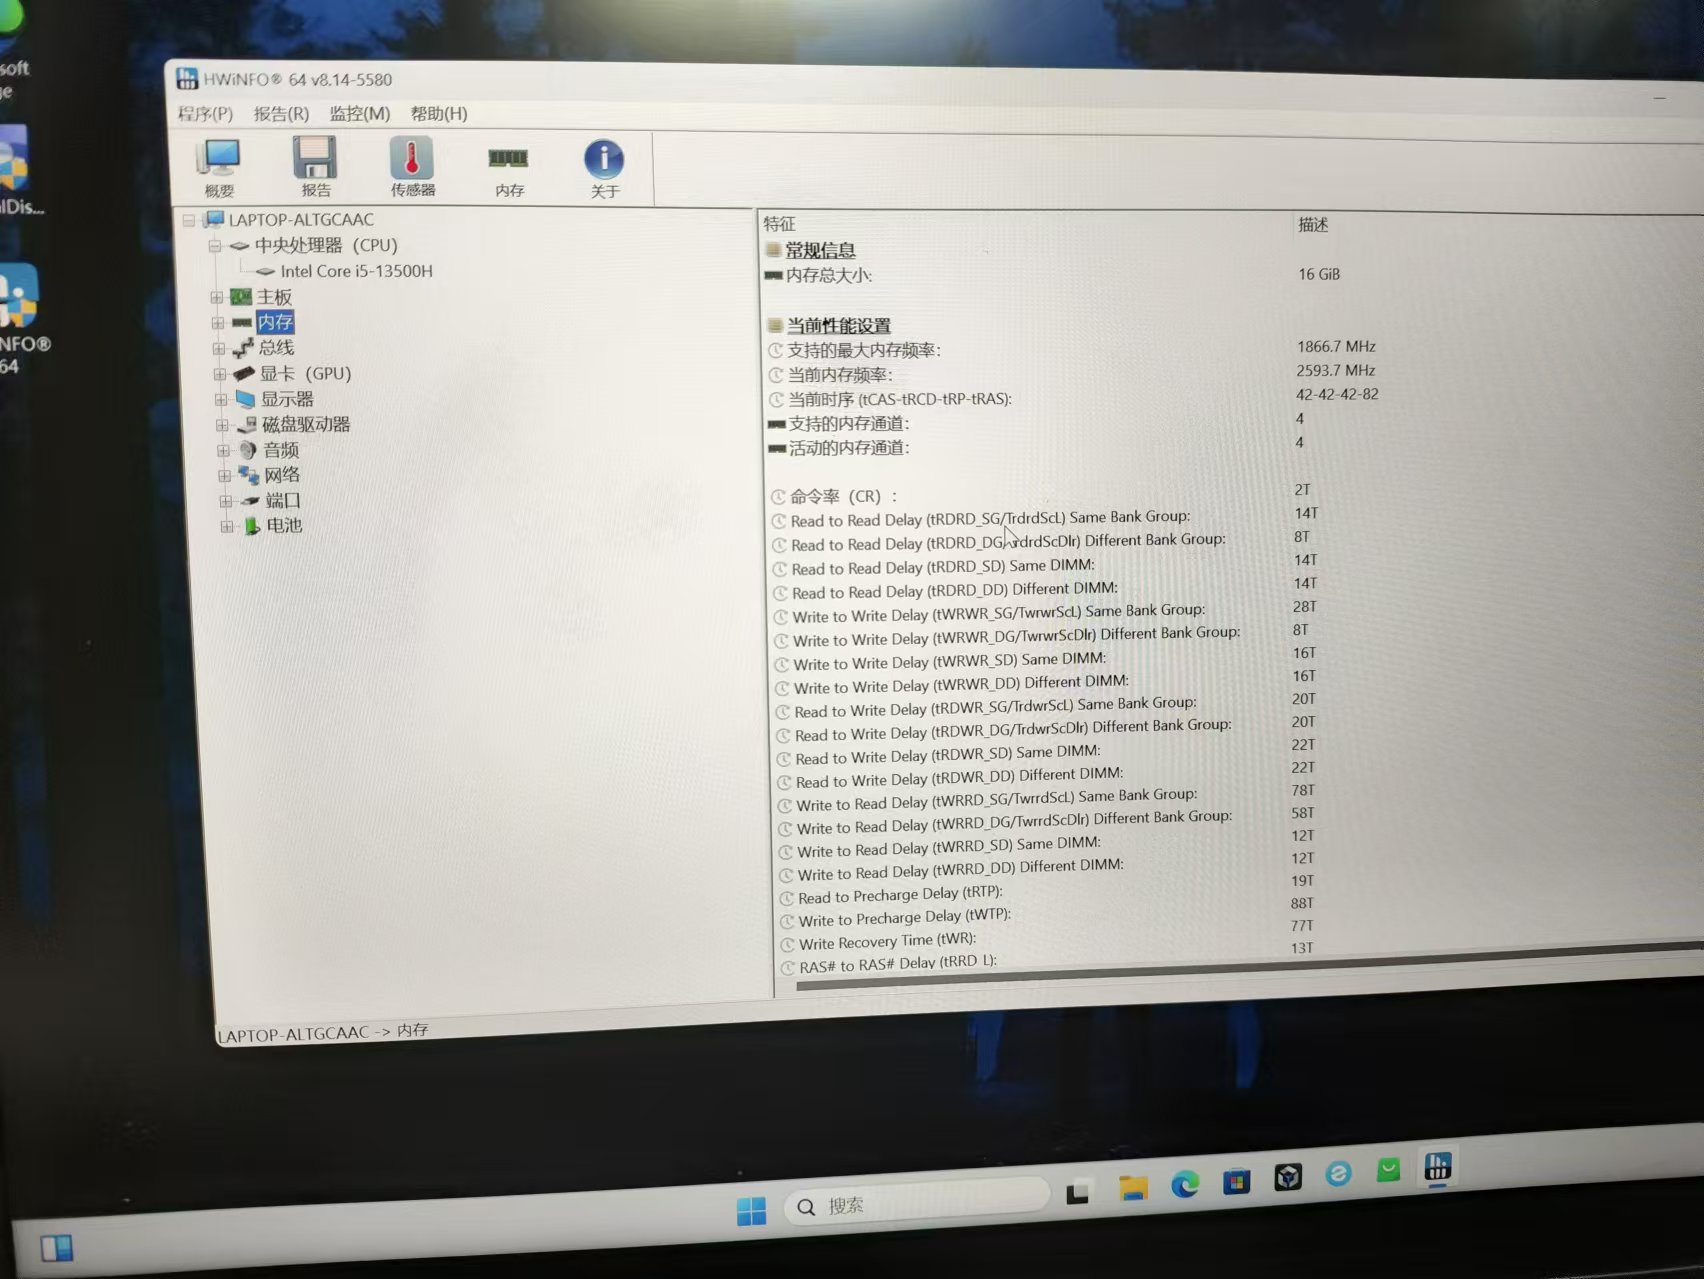 soft
ge
lDis...
NFO®
64
HWiNFO® 64 v8.14-5580
程序(P) 报告(R) 监控(M) 帮助(H)
概要 报告 传感器 内存 关于
LAPTOP-ALTGCAAC
中央处理器 (CPU)
Intel Core i5-13500H
主板
内存
总线
显卡 (GPU)
显示器
磁盘驱动器
音频
网络
端口
电池
特征 描述
常规信息
内存总大小: 16 GiB
当前性能设置
支持的最大内存频率: 1866.7 MHz
当前内存频率: 2593.7 MHz
当前时序 (tCAS-tRCD-tRP-tRAS): 42-42-42-82
支持的内存通道: 4
活动的内存通道: 4
命令率 (CR) : 2T
Read to Read Delay (tRDRD_SG/TrdrdScL) Same Bank Group: 14T
Read to Read Delay (tRDRD_DG/TrdrdScDlr) Different Bank Group: 8T
Read to Read Delay (tRDRD_SD) Same DIMM: 14T
Read to Read Delay (tRDRD_DD) Different DIMM: 14T
Write to Write Delay (tWRWR_SG/TwrwrScL) Same Bank Group: 28T
Write to Write Delay (tWRWR_DG/TwrwrScDlr) Different Bank Group: 8T
Write to Write Delay (tWRWR_SD) Same DIMM: 16T
Write to Write Delay (tWRWR_DD) Different DIMM: 16T
Read to Write Delay (tRDWR_SG/TrdwrScL) Same Bank Group: 20T
Read to Write Delay (tRDWR_DG/TrdwrScDlr) Different Bank Group: 20T
Read to Write Delay (tRDWR_SD) Same DIMM: 22T
Read to Write Delay (tRDWR_DD) Different DIMM: 22T
Write to Read Delay (tWRRD_SG/TwrrdScL) Same Bank Group: 78T
Write to Read Delay (tWRRD_DG/TwrrdScDlr) Different Bank Group: 58T
Write to Read Delay (tWRRD_SD) Same DIMM: 12T
Write to Read Delay (tWRRD_DD) Different DIMM: 12T
Read to Precharge Delay (tRTP): 19T
Write to Precharge Delay (tWTP): 88T
Write Recovery Time (tWR): 77T
RAS# to RAS# Delay (tRRD_L): 13T
LAPTOP-ALTGCAAC -> 内存
搜索